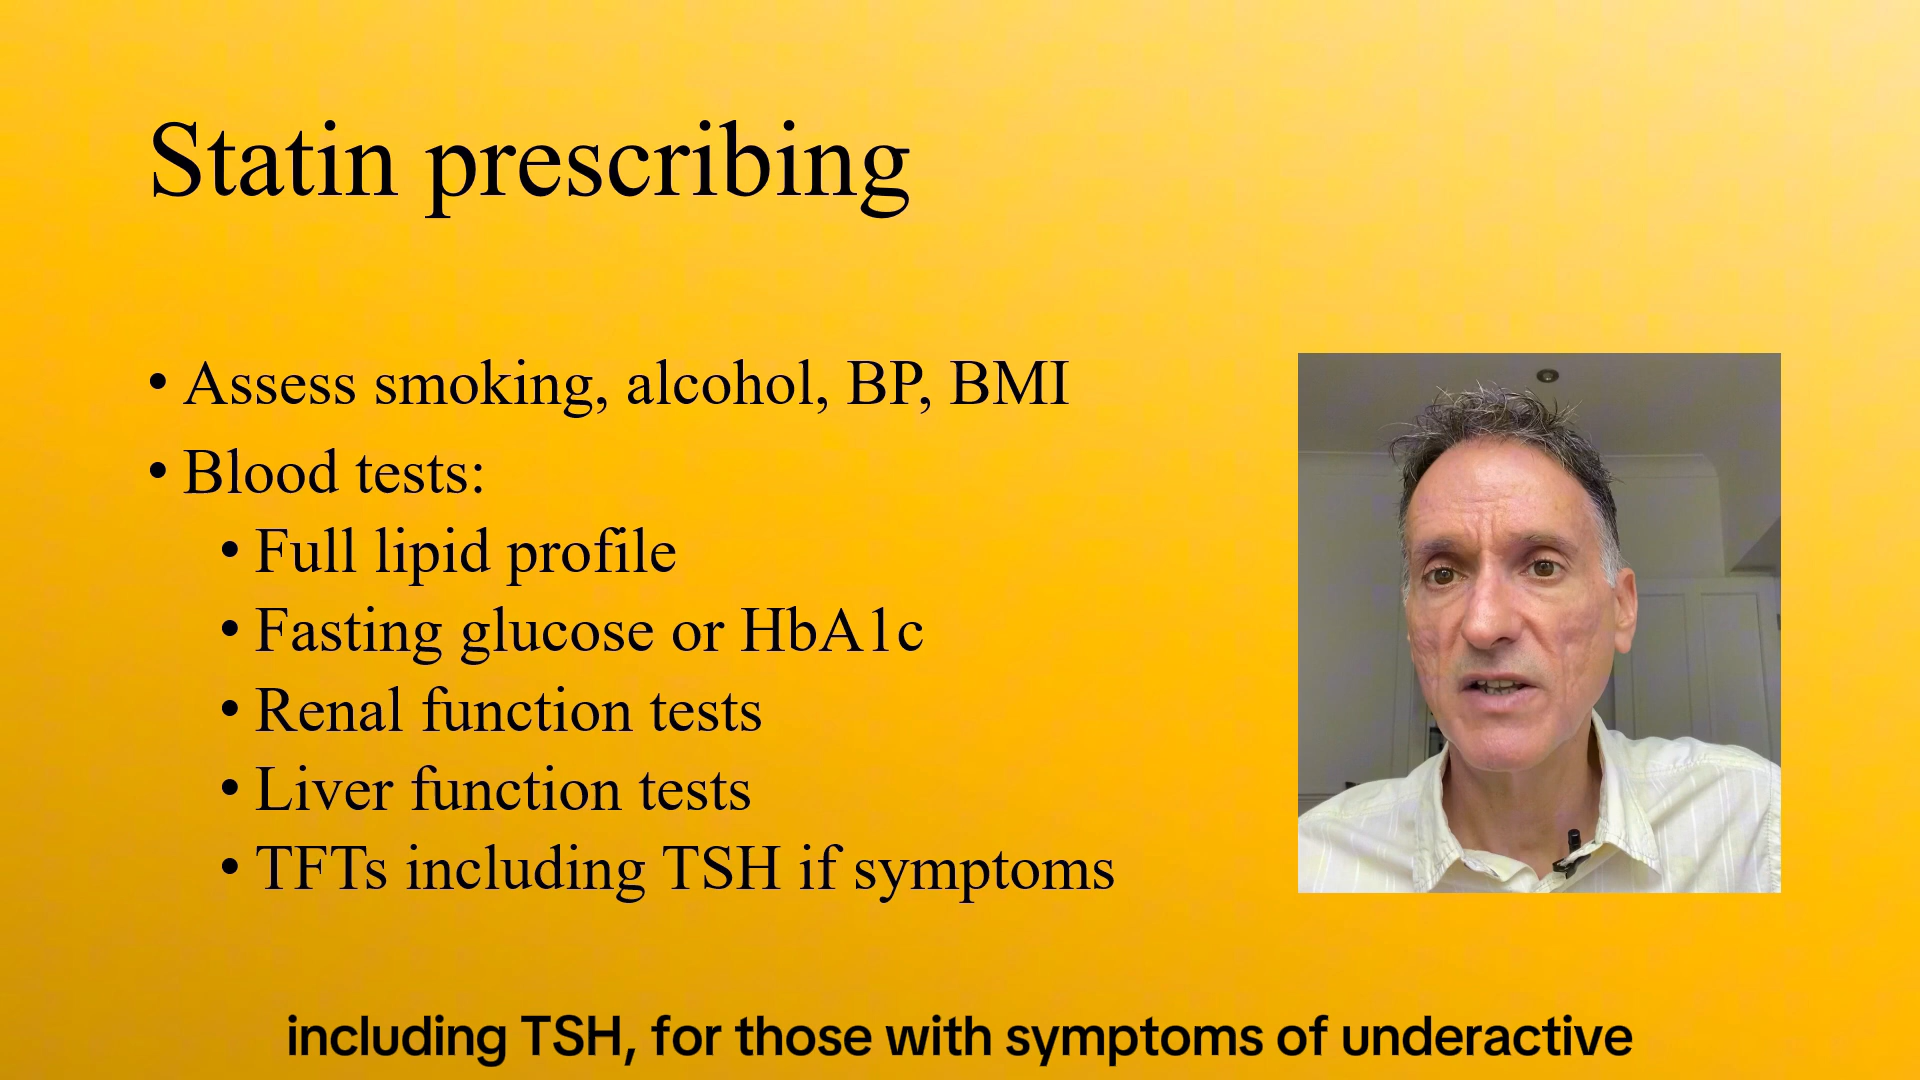 Statin prescribing
• Assess smoking, alcohol, BP, BMI
• Blood tests:
• Full lipid profile
• Fasting glucose or HbA1c
• Renal function tests
• Liver function tests
• TFTs including TSH if symptoms
including TSH, for those with symptoms of underactive